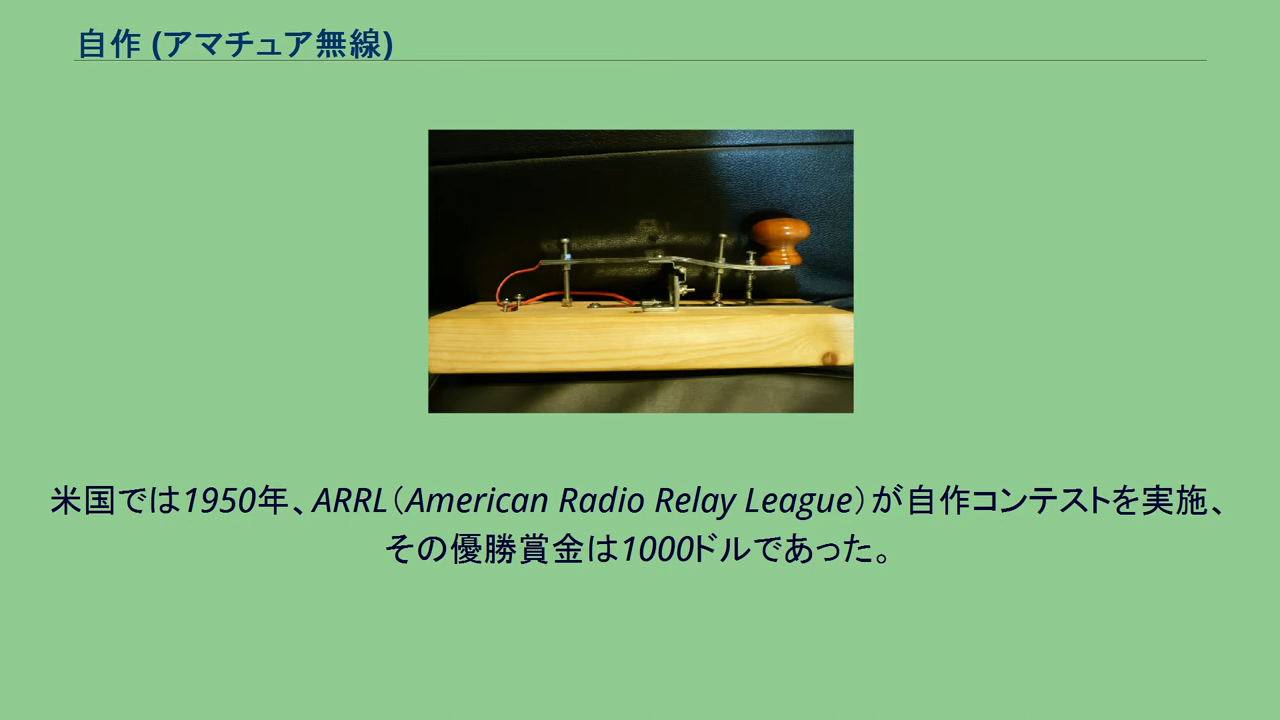 自作 (アマチュア無線)
米国では1950年、ARRL（American Radio Relay League）が自作コンテストを実施、
その優勝賞金は1000ドルであった。